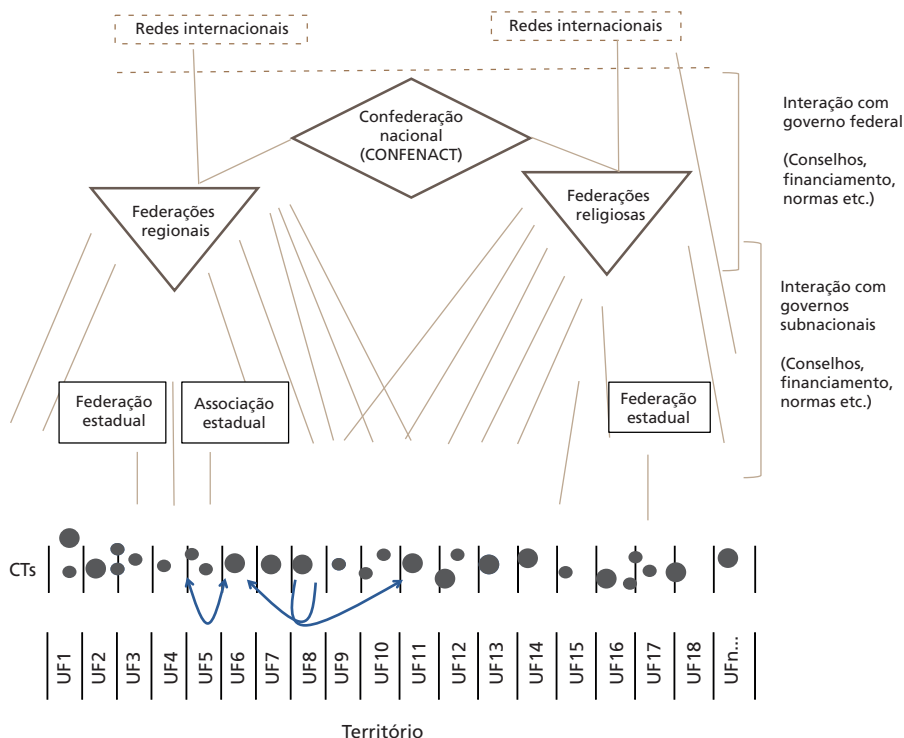 Redes internacionais
Redes internacionais
Confederação
nacional
(CONFENACT)
Interação com
governo federal
(Conselhos,
financiamento,
normas etc.)
Federações
regionais
Federações
religiosas
Interação com
governos
subnacionais
(Conselhos,
financiamento,
normas etc.)
Federação
estadual
Associação
estadual
Federação
estadual
CTs
UF1
UF2
UF3
UF4
UF5
UF6
UF7
UF8
UF9
UF10
UF11
UF12
UF13
UF14
UF15
UF16
UF17
UF18
UFn...
Território